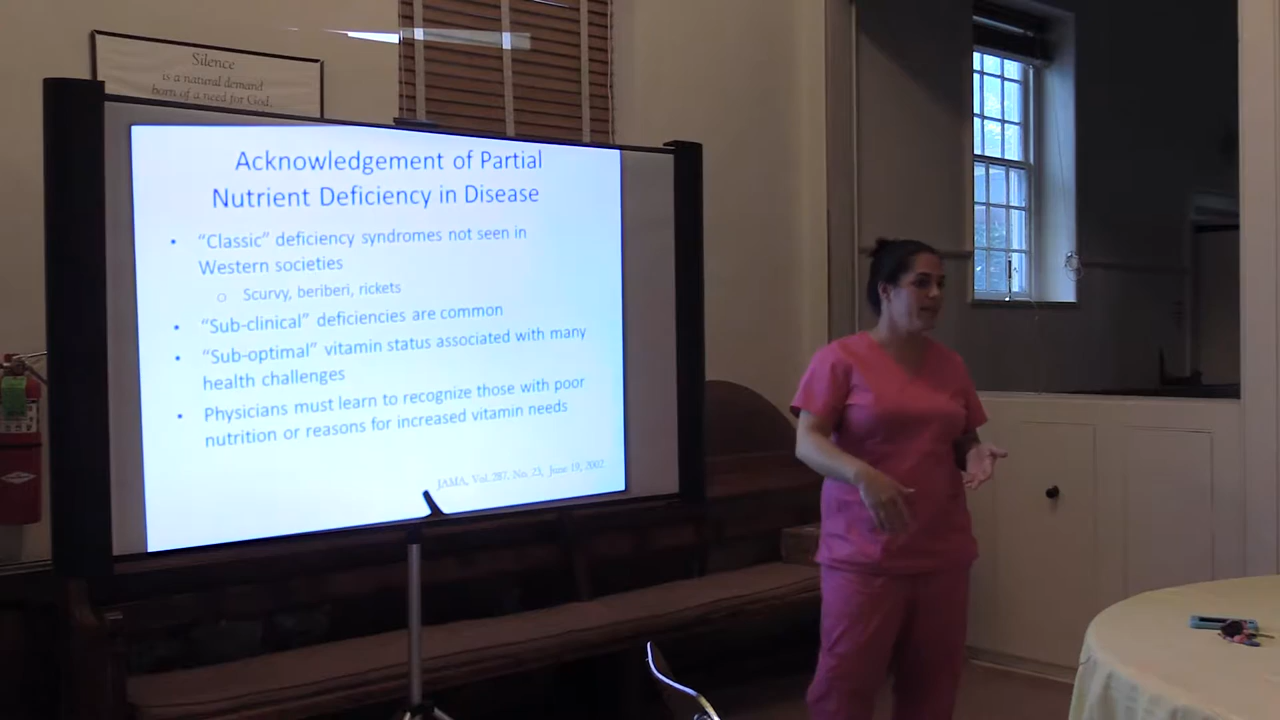 Silence
is a natural demand
born of a need for God,
Acknowledgement of Partial
Nutrient Deficiency in Disease
• "Classic" deficiency syndromes not seen in
Western societies
o Scurvy, beriberi, rickets
• "Sub-clinical" deficiencies are common
• "Sub-optimal" vitamin status associated with many
health challenges
• Physicians must learn to recognize those with poor
nutrition or reasons for increased vitamin needs
JAMA, Vol. 287, No. 23, June 19, 2002